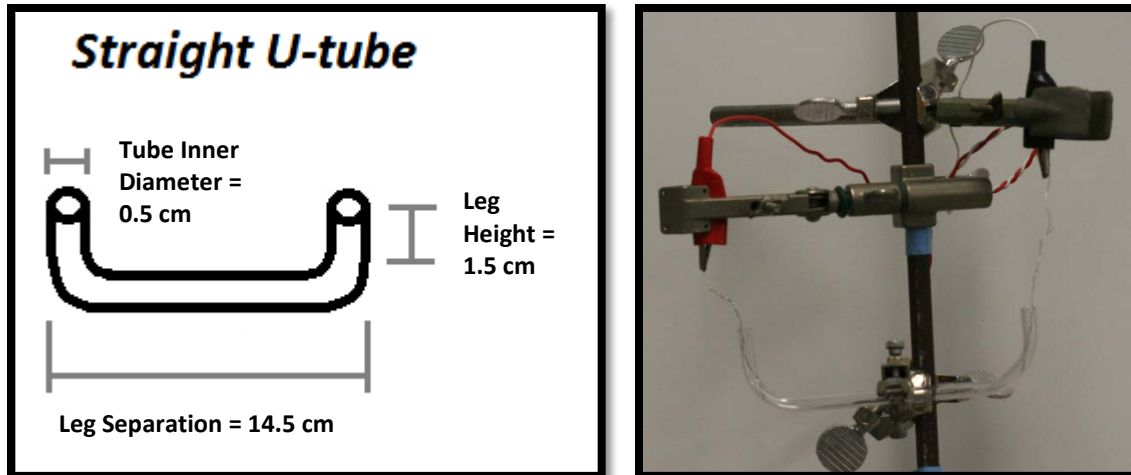 Straight U-tube
Tube Inner
Diameter =
0.5 cm
Leg
Height =
1.5 cm
Leg Separation = 14.5 cm